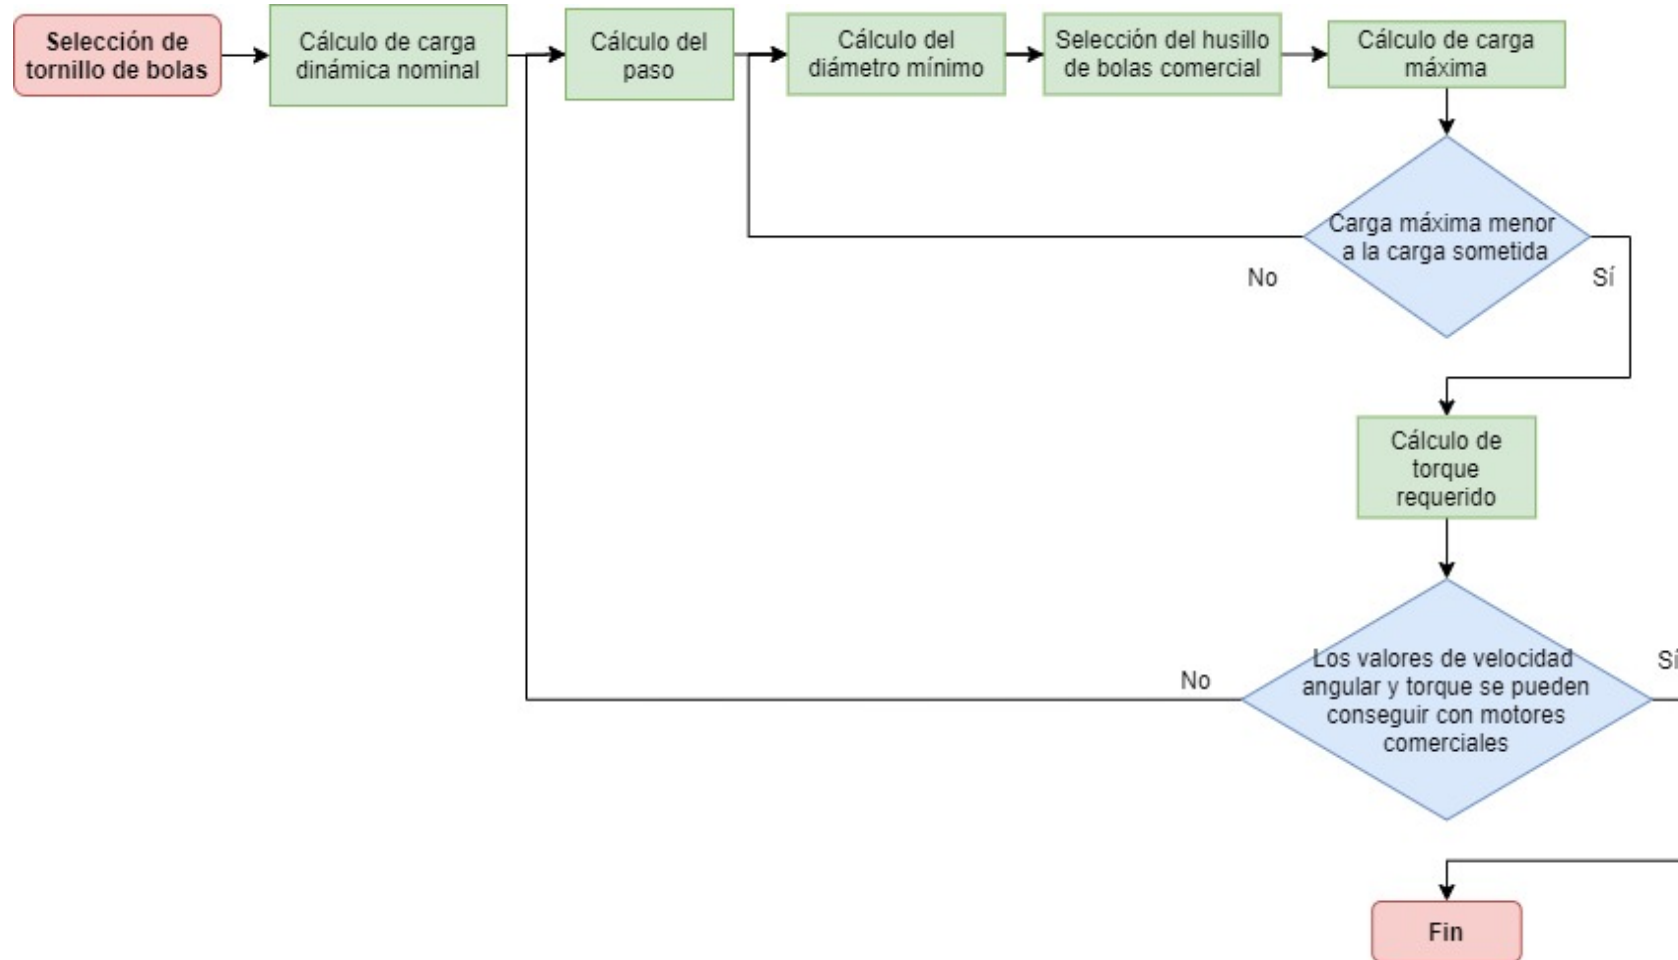 Selección de
tornillo de bolas
Cálculo de carga
dinámica nominal
Cálculo del
paso
Cálculo del
diámetro mínimo
Selección del husillo
de bolas comercial
Cálculo de carga
máxima
Carga máxima menor
a la carga sometida
No
Sí
Cálculo de
torque
requerido
Los valores de velocidad
angular y torque se pueden
conseguir con motores
comerciales
No
Sí
Fin